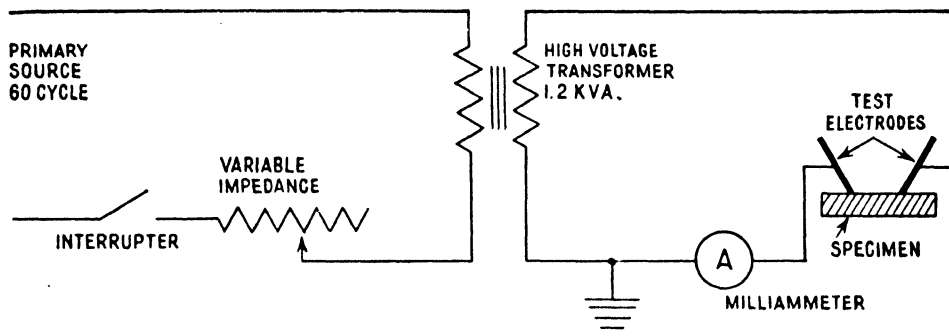 PRIMARY
SOURCE
60 CYCLE
HIGH VOLTAGE
TRANSFORMER
1.2 KVA.
TEST
ELECTRODES
VARIABLE
IMPEDANCE
INTERRUPTER
A
SPECIMEN
MILLIAMMETER